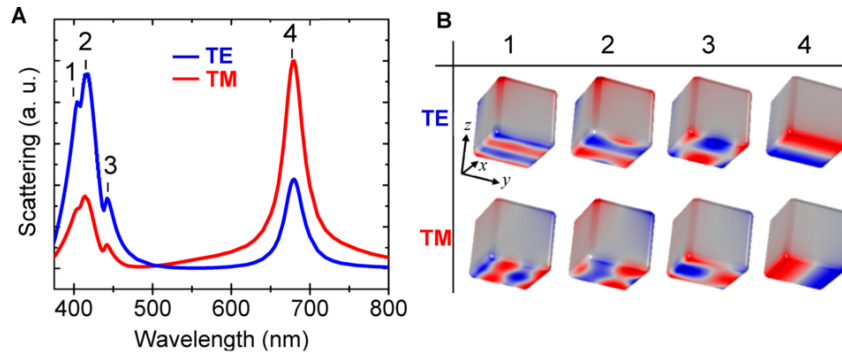 A
B
Scattering (a. u.)
1
2
3
4
TE
TM
400
500
600
700
800
Wavelength (nm)
1
2
3
4
TE
z
x
y
TM